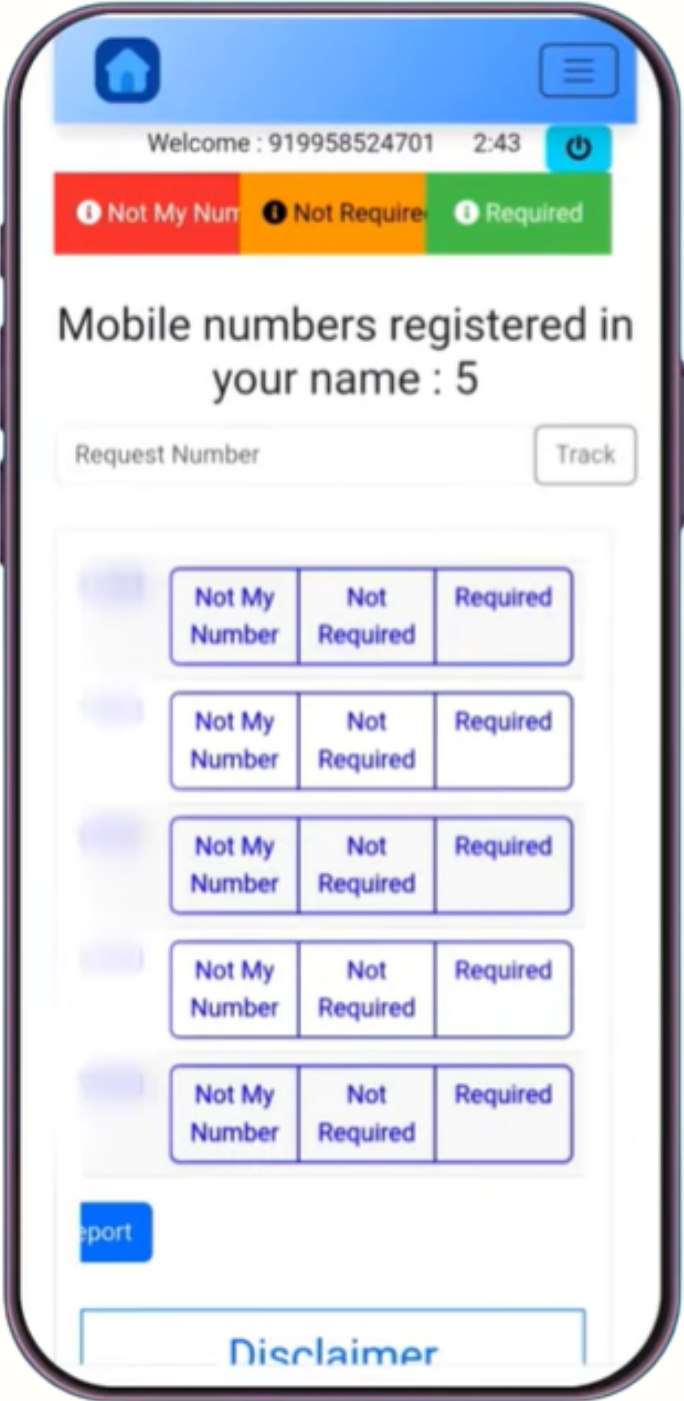 Welcome : 919958524701 2:43
Not My Num Not Require Required
Mobile numbers registered in
your name : 5
Request Number Track
Not My Not Required
Number Required
Not My Not Required
Number Required
Not My Not Required
Number Required
Not My Not Required
Number Required
Not My Not Required
Number Required
eport
Disclaimer